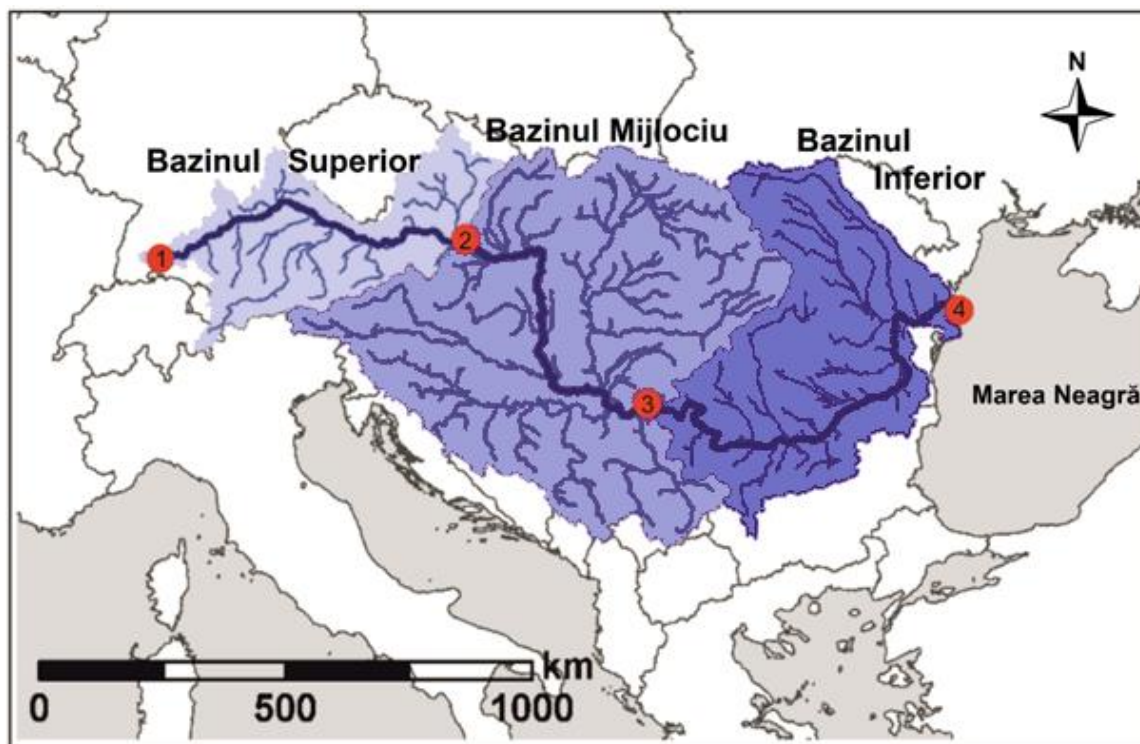 N
Bazinul Superior
Bazinul Mijlociu
Bazinul
Inferior
1
2
3
4
Marea Neagră
km
0 500 1000